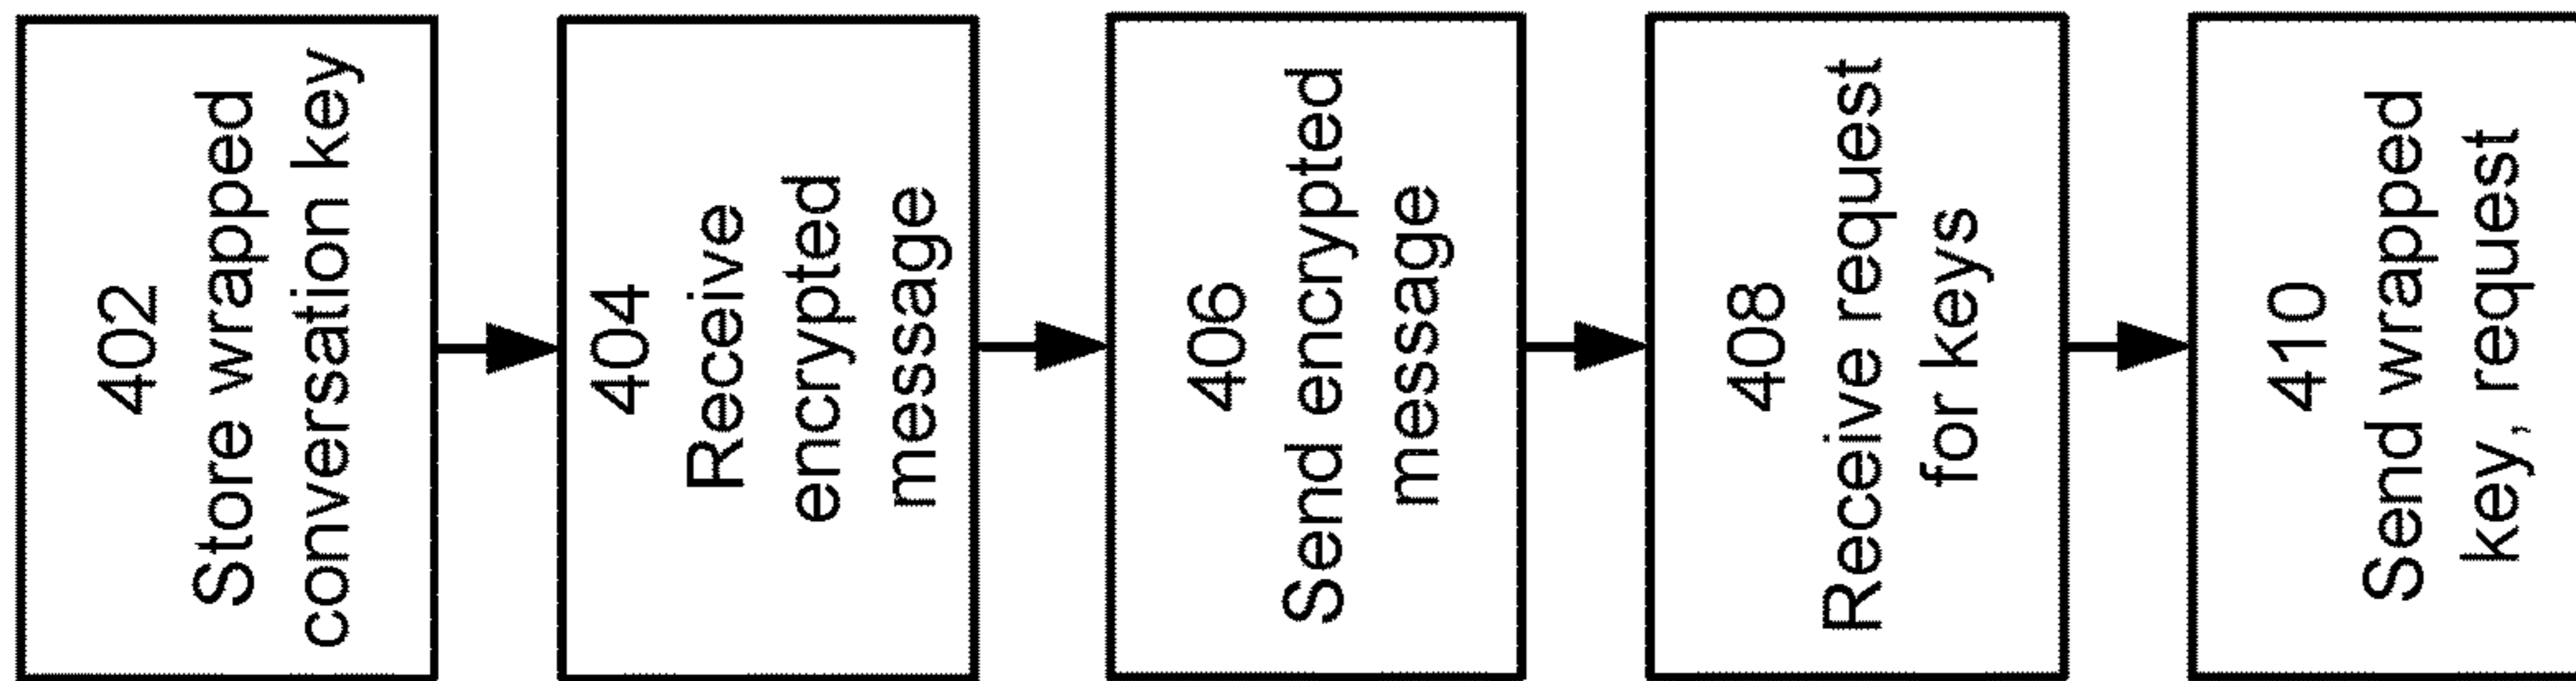 402
Store wrapped
conversation key
404
Receive
encrypted
message
406
Send encrypted
message
408
Receive request
for keys
410
Send wrapped
key, request